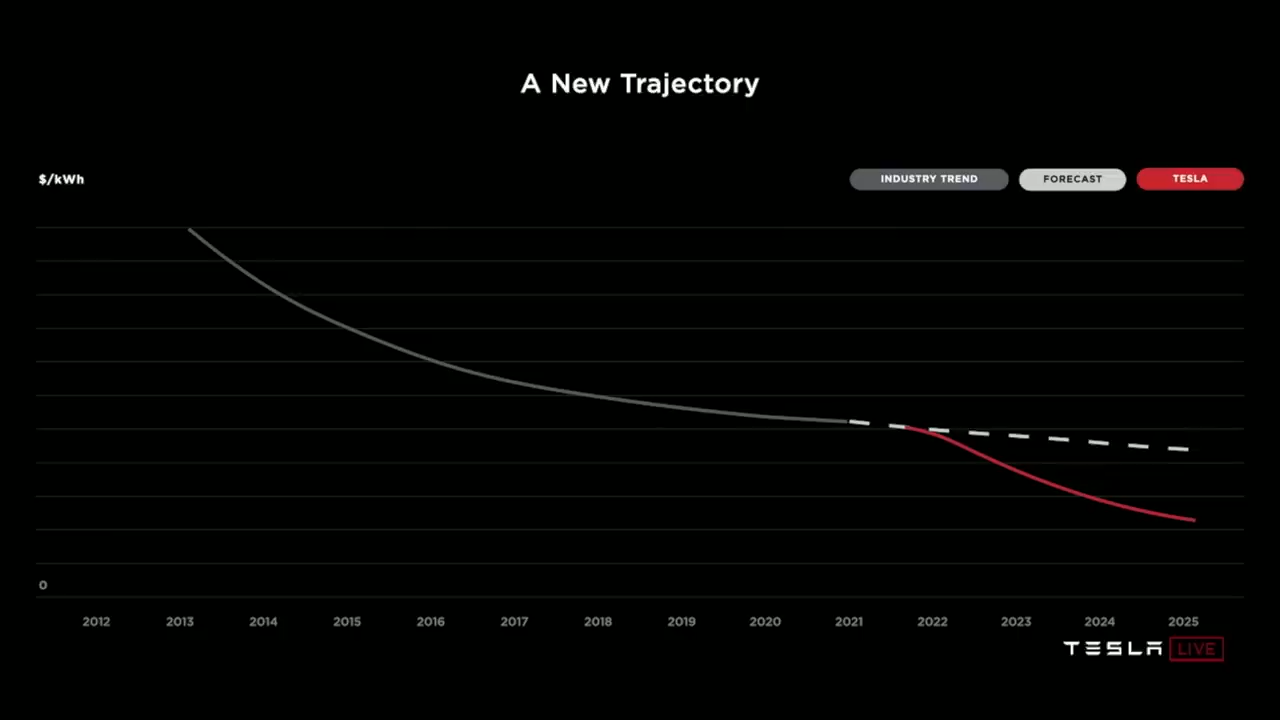 A New Trajectory
$/kWh
INDUSTRY TREND FORECAST TESLA
0
2012 2013 2014 2015 2016 2017 2018 2019 2020 2021 2022 2023 2024 2025
TESLA LIVE